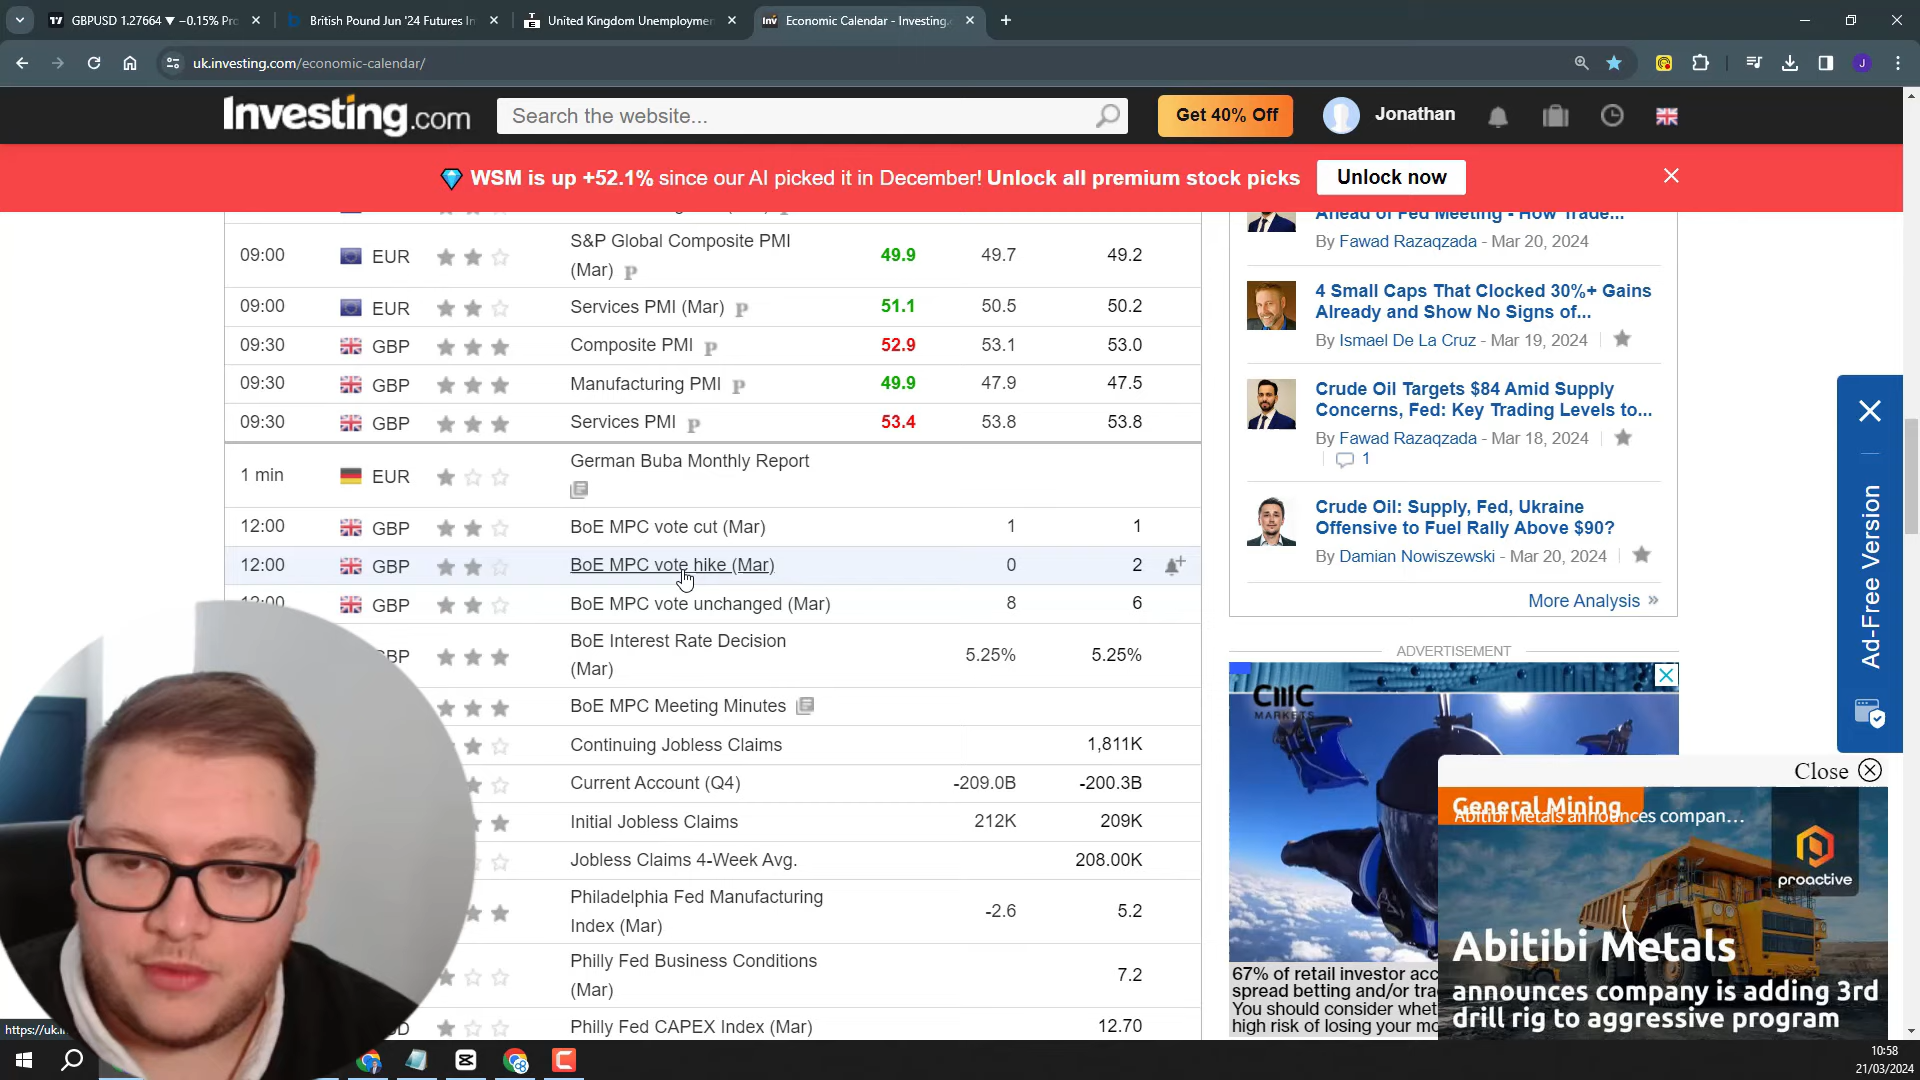 GBPUSD 1.27664 ▼ −0.15%
British Pound Jun '24 Futures
United Kingdom
Economic Calendar - Investing.
uk.investing.com/economic-calendar/
J
Investing.com
Search the website...
Get 40% Off
Jonathan
WSM is up +52.1% since our AI picked it in December! Unlock all premium stock picks
Unlock now
09:00 EUR S&P Global Composite PMI (Mar) P 49.9 49.7 49.2
09:00 EUR Services PMI (Mar) P 51.1 50.5 50.2
09:30 GBP Composite PMI P 52.9 53.1 53.0
09:30 GBP Manufacturing PMI P 49.9 47.9 47.5
09:30 GBP Services PMI P 53.4 53.8 53.8
1 min EUR German Buba Monthly Report
12:00 GBP BoE MPC vote cut (Mar) 1 1
12:00 GBP BoE MPC vote hike (Mar) 0 2
12:00 GBP BoE MPC vote unchanged (Mar) 8 6
BoE Interest Rate Decision (Mar) 5.25% 5.25%
BoE MPC Meeting Minutes
Continuing Jobless Claims 1,811K
Current Account (Q4) -209.0B -200.3B
Initial Jobless Claims 212K 209K
Jobless Claims 4-Week Avg. 208.00K
Philadelphia Fed Manufacturing Index (Mar) -2.6 5.2
Philly Fed Business Conditions (Mar) 7.2
Philly Fed CAPEX Index (Mar) 12.70
Ahead of Fed Meeting - How Trade...
By Fawad Razaqzada - Mar 20, 2024
4 Small Caps That Clocked 30%+ Gains
Already and Show No Signs of...
By Ismael De La Cruz - Mar 19, 2024
Crude Oil Targets $84 Amid Supply
Concerns, Fed: Key Trading Levels to...
By Fawad Razaqzada - Mar 18, 2024
1
Crude Oil: Supply, Fed, Ukraine
Offensive to Fuel Rally Above $90?
By Damian Nowiszewski - Mar 20, 2024
More Analysis »
ADVERTISEMENT
CMC
MARKETS
67% of retail investor
spread betting and/or
You should consider
high risk of losing your
Ad-Free Version
Close
General Mining
Abitibi Metals announces compan...
proactive
Abitibi Metals
announces company is adding 3rd
drill rig to aggressive program
10:58
21/03/2024